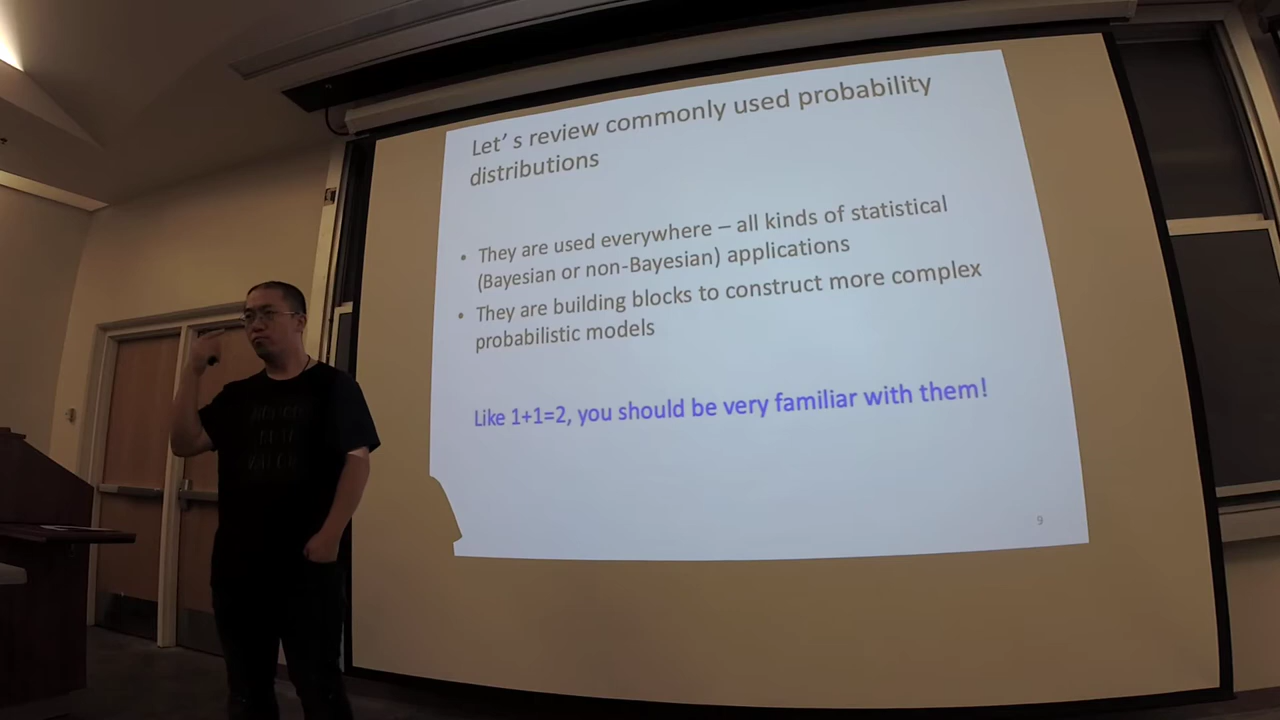 Let’ s review commonly used probability
distributions
• They are used everywhere – all kinds of statistical
(Bayesian or non-Bayesian) applications
• They are building blocks to construct more complex
probabilistic models
Like 1+1=2, you should be very familiar with them!
9